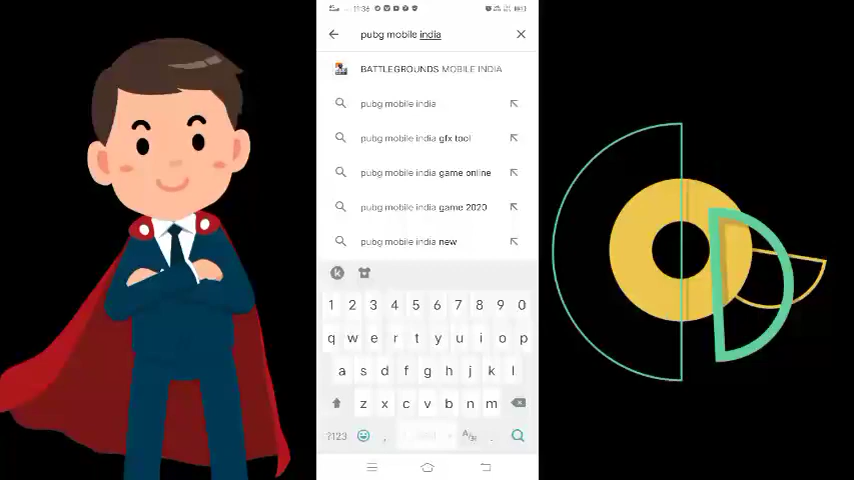 11:36
pubg mobile india
BATTLEGROUNDS MOBILE INDIA
pubg mobile india
pubg mobile india gfx tool
pubg mobile india game online
pubg mobile india game 2020
pubg mobile india new
1 2 3 4 5 6 7 8 9 0
q w e r t y u i o p
a s d f g h j k l
z x c v b n m
?123 , .